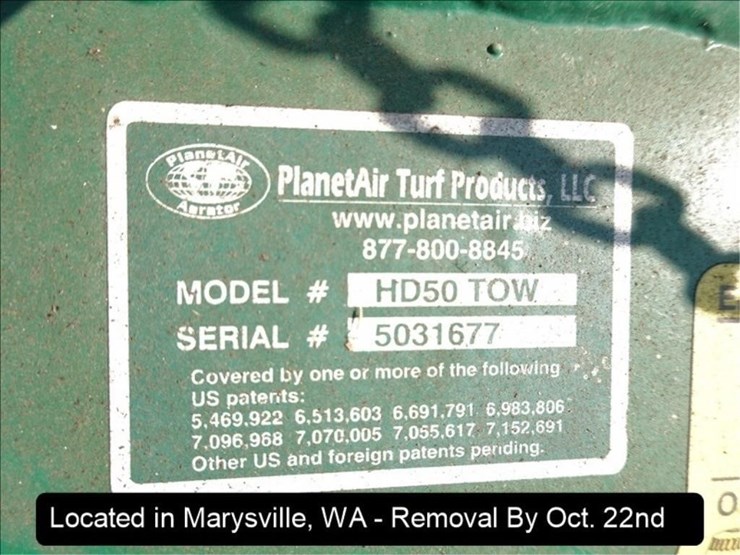 PlanetAir
Aerator
PlanetAir Turf Products, LLC
www.planetair.biz
877-800-8845
MODEL # HD50 TOW
SERIAL # 5031677
Covered by one or more of the following
US patents:
5,469,922 6,513,603 6,691,791 6,983,806
7,096,968 7,070,005 7,055,617 7,152,691
Other US and foreign patents pending.
E
O
Located in Marysville, WA - Removal By Oct. 22nd